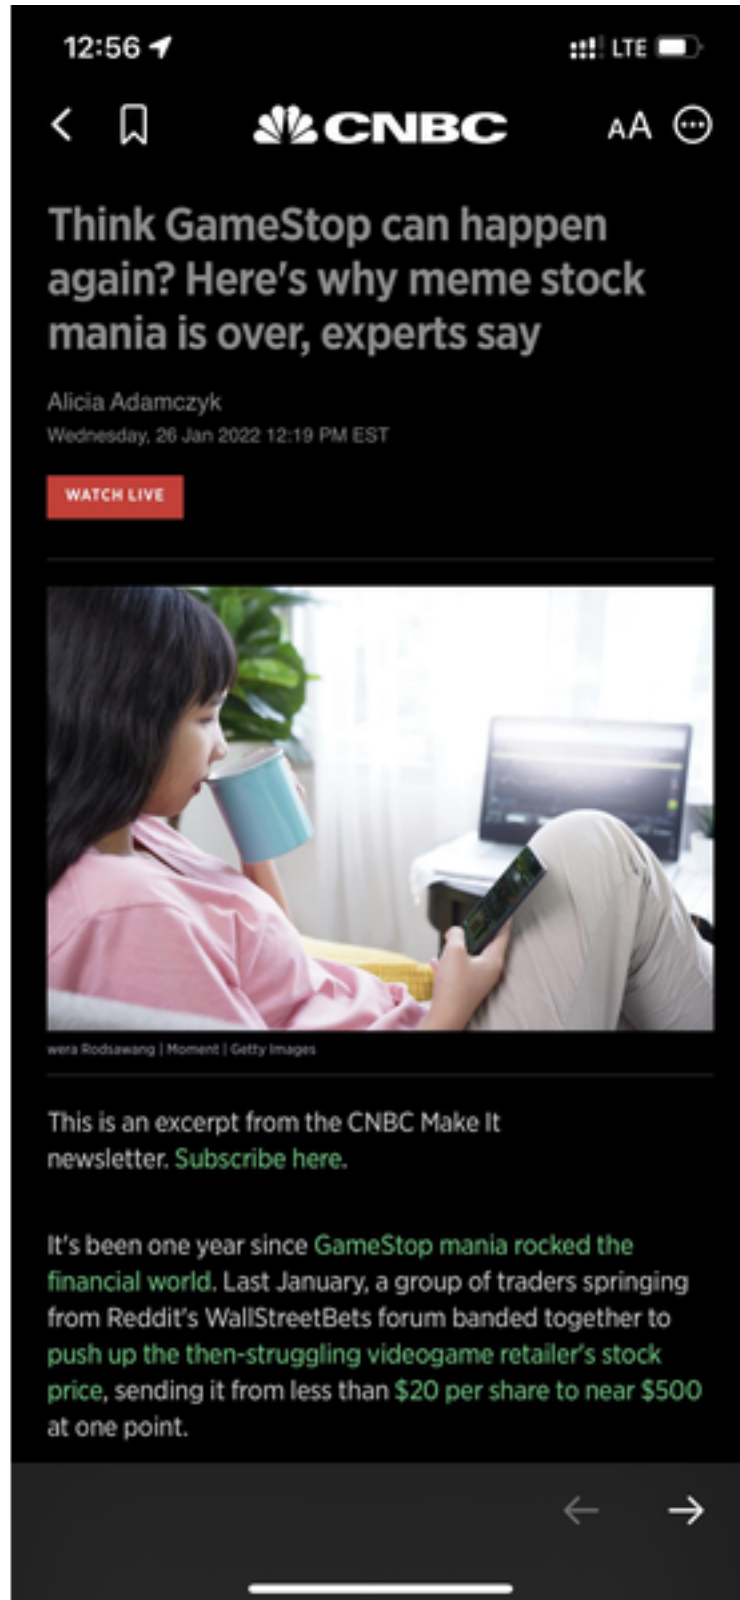 12:56
LTE
CNBC
AA
Think GameStop can happen
again? Here's why meme stock
mania is over, experts say
Alicia Adamczyk
Wednesday, 26 Jan 2022 12:19 PM EST
WATCH LIVE
wera Rodsawang | Moment | Getty Images
This is an excerpt from the CNBC Make It
newsletter. Subscribe here.
It's been one year since GameStop mania rocked the
financial world. Last January, a group of traders springing
from Reddit's WallStreetBets forum banded together to
push up the then-struggling videogame retailer's stock
price, sending it from less than $20 per share to near $500
at one point.